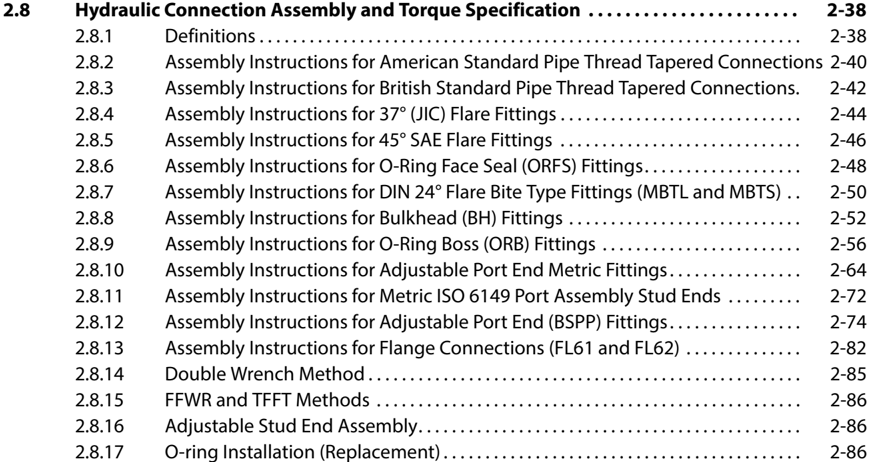 2.8 Hydraulic Connection Assembly and Torque Specification . . . . . . . . . . . . . . . . . . . . . . . 2-38
2.8.1 Definitions . . . . . . . . . . . . . . . . . . . . . . . . . . . . . . . . . . . . . . . . . . . . . . . . . . . . . . . . . . . . . . . . . 2-38
2.8.2 Assembly Instructions for American Standard Pipe Thread Tapered Connections 2-40
2.8.3 Assembly Instructions for British Standard Pipe Thread Tapered Connections. 2-42
2.8.4 Assembly Instructions for 37° (JIC) Flare Fittings . . . . . . . . . . . . . . . . . . . . . . . . . . . . . 2-44
2.8.5 Assembly Instructions for 45° SAE Flare Fittings . . . . . . . . . . . . . . . . . . . . . . . . . . . . . . 2-46
2.8.6 Assembly Instructions for O-Ring Face Seal (ORFS) Fittings. . . . . . . . . . . . . . . . . . . 2-48
2.8.7 Assembly Instructions for DIN 24° Flare Bite Type Fittings (MBTL and MBTS) . . 2-50
2.8.8 Assembly Instructions for Bulkhead (BH) Fittings . . . . . . . . . . . . . . . . . . . . . . . . . . . . 2-52
2.8.9 Assembly Instructions for O-Ring Boss (ORB) Fittings . . . . . . . . . . . . . . . . . . . . . . . . 2-56
2.8.10 Assembly Instructions for Adjustable Port End Metric Fittings . . . . . . . . . . . . . . . . 2-64
2.8.11 Assembly Instructions for Metric ISO 6149 Port Assembly Stud Ends . . . . . . . . . 2-72
2.8.12 Assembly Instructions for Adjustable Port End (BSPP) Fittings . . . . . . . . . . . . . . . . 2-74
2.8.13 Assembly Instructions for Flange Connections (FL61 and FL62) . . . . . . . . . . . . . . 2-82
2.8.14 Double Wrench Method . . . . . . . . . . . . . . . . . . . . . . . . . . . . . . . . . . . . . . . . . . . . . . . . . . . . 2-85
2.8.15 FFWR and TFFT Methods . . . . . . . . . . . . . . . . . . . . . . . . . . . . . . . . . . . . . . . . . . . . . . . . . . . 2-86
2.8.16 Adjustable Stud End Assembly. . . . . . . . . . . . . . . . . . . . . . . . . . . . . . . . . . . . . . . . . . . . . . 2-86
2.8.17 O-ring Installation (Replacement) . . . . . . . . . . . . . . . . . . . . . . . . . . . . . . . . . . . . . . . . . . . 2-86